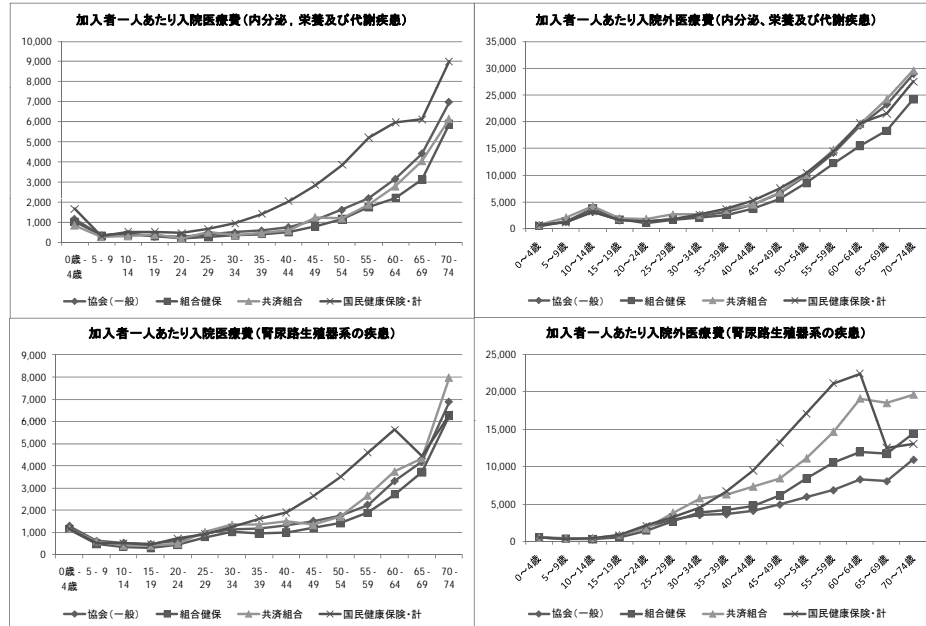 加入者一人あたり入院医療費（内分泌，栄養及び代謝疾患）
10,000
9,000
8,000
7,000
6,000
5,000
4,000
3,000
2,000
1,000
0
0歳 - 5 - 9 10 - 15 - 20 - 25 - 30 - 35 - 40 - 45 - 50 - 55 - 60 - 65 - 70 -
4歳 14 19 24 29 34 39 44 49 54 59 64 69 74
協会（一般） 組合健保 共済組合 国民健康保険・計
加入者一人あたり入院外医療費（内分泌、栄養及び代謝疾患）
35,000
30,000
25,000
20,000
15,000
10,000
5,000
0
0～4歳 5～9歳 10～14歳 15～19歳 20～24歳 25～29歳 30～34歳 35～39歳 40～44歳 45～49歳 50～54歳 55～59歳 60～64歳 65～69歳 70～74歳
協会（一般） 組合健保 共済組合 国民健康保険・計
加入者一人あたり入院医療費（腎尿路生殖器系の疾患）
9,000
8,000
7,000
6,000
5,000
4,000
3,000
2,000
1,000
0
0歳 - 5 - 9 10 - 15 - 20 - 25 - 30 - 35 - 40 - 45 - 50 - 55 - 60 - 65 - 70 -
4歳 14 19 24 29 34 39 44 49 54 59 64 69 74
協会（一般） 組合健保 共済組合 国民健康保険・計
加入者一人あたり入院外医療費（腎尿路生殖器系の疾患）
25,000
20,000
15,000
10,000
5,000
0
0～4歳 5～9歳 10～14歳 15～19歳 20～24歳 25～29歳 30～34歳 35～39歳 40～44歳 45～49歳 50～54歳 55～59歳 60～64歳 65～69歳 70～74歳
協会（一般） 組合健保 共済組合 国民健康保険・計